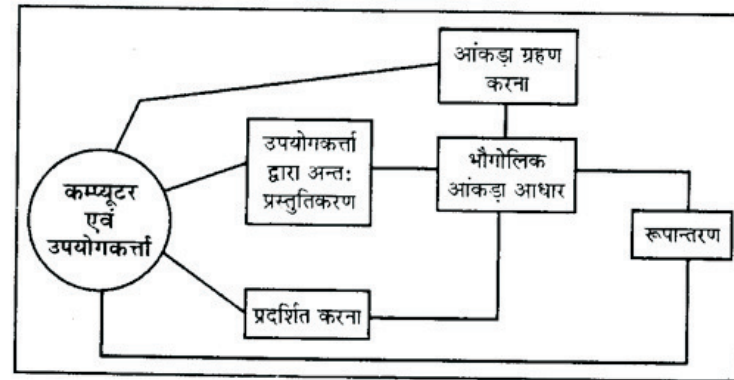 आंकड़ा ग्रहण
करना
उपयोगकर्त्ता
द्वारा अन्त:
प्रस्तुतिकरण
भौगोलिक
आंकड़ा आधार
कम्प्यूटर
एवं
उपयोगकर्त्ता
रूपान्तरण
प्रदर्शित करना